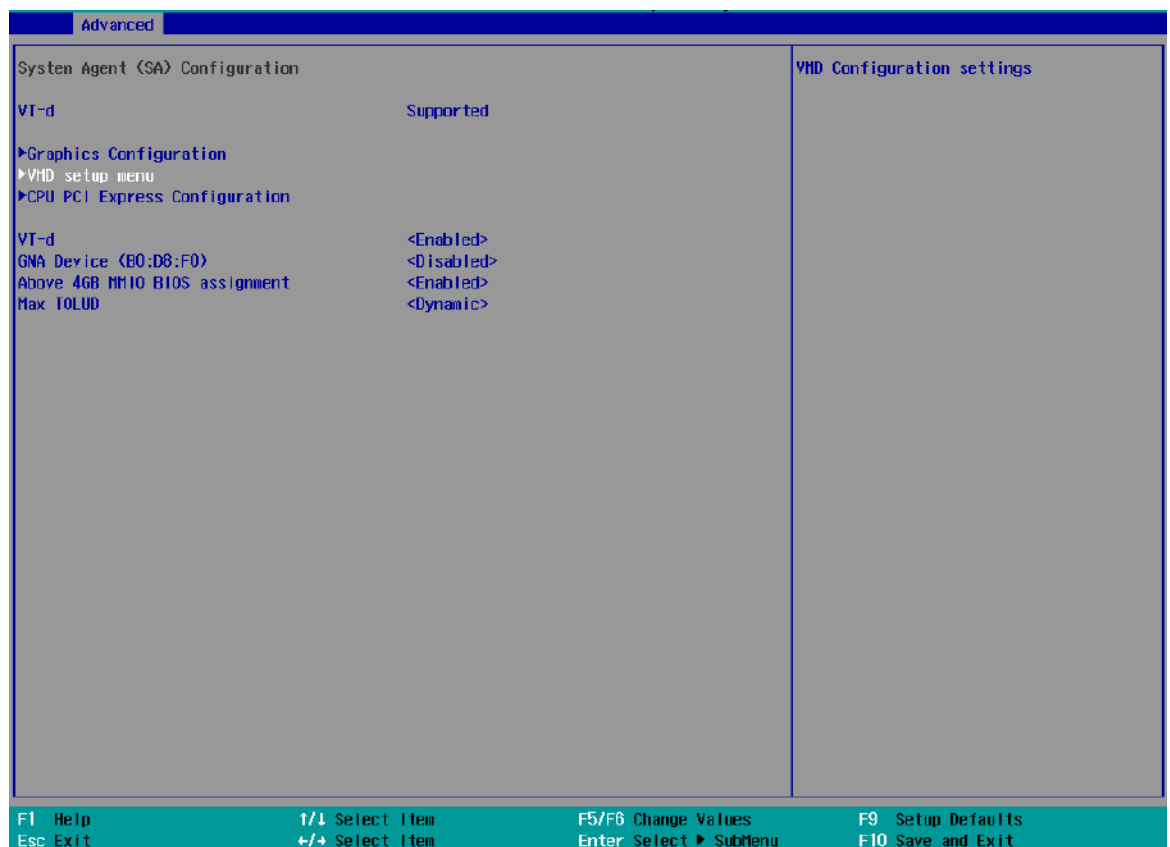 Advanced
Systen Agent (SA) Configuration
VMD Configuration settings
VT-d Supported
▶Graphics Configuration
▶VMD setup menu
▶CPU PCI Express Configuration
VT-d <Enabled>
GNA Device (B0:D8:F0) <Disabled>
Above 4GB MMIO BIOS assignment <Enabled>
Max TOLUD <Dynamic>
F1 Help ↑/↓ Select Item F5/F6 Change Values F9 Setup Defaults
Esc Exit ←/→ Select Item Enter Select ▶ SubMenu F10 Save and Exit